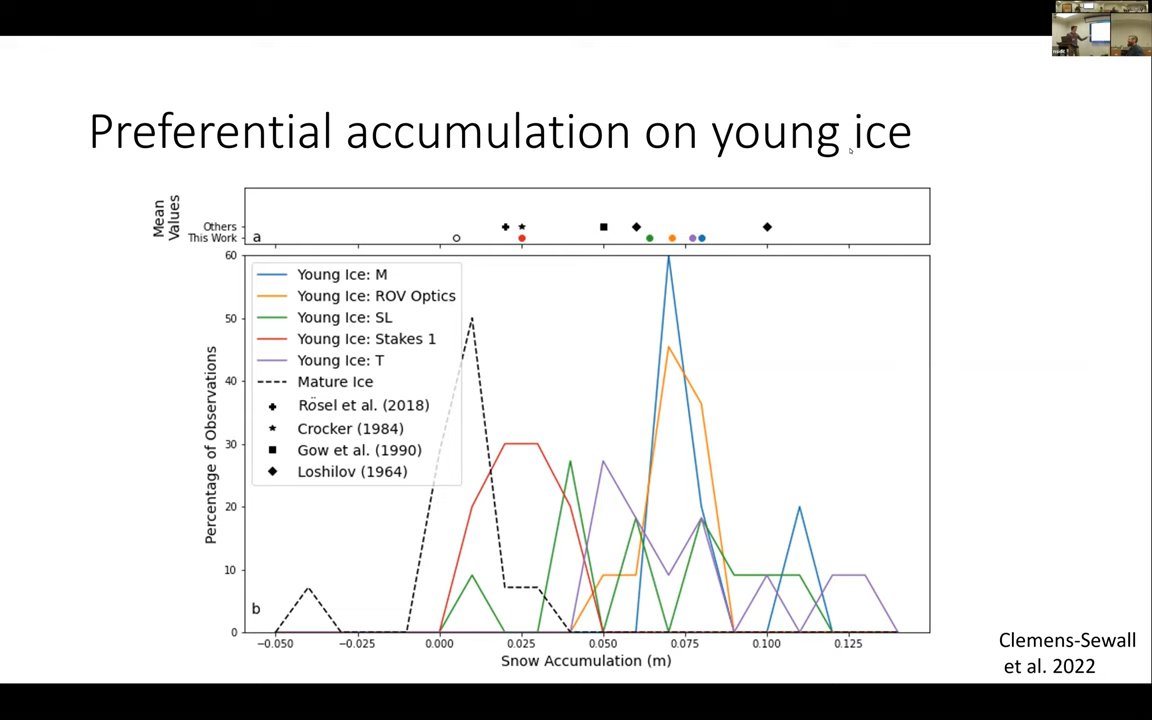 Preferential accumulation on young ice
Mean
Values
Others
This Work
a
60
50
40
30
20
10
0
Percentage of Observations
Young Ice: M
Young Ice: ROV Optics
Young Ice: SL
Young Ice: Stakes 1
Young Ice: T
Mature Ice
Rösel et al. (2018)
Crocker (1984)
Gow et al. (1990)
Loshilov (1964)
b
−0.050 −0.025 0.000 0.025 0.050 0.075 0.100 0.125
Snow Accumulation (m)
Clemens-Sewall
et al. 2022